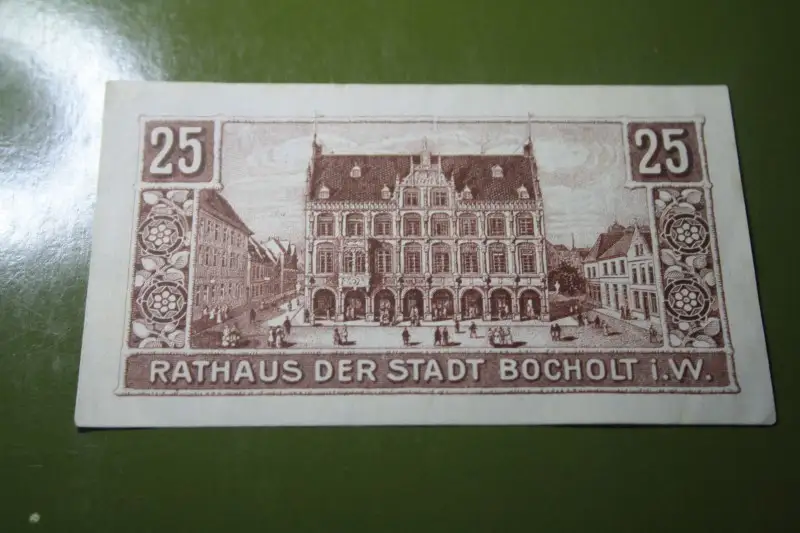 25 25
RATHAUS DER STADT BOCHOLT i.W.